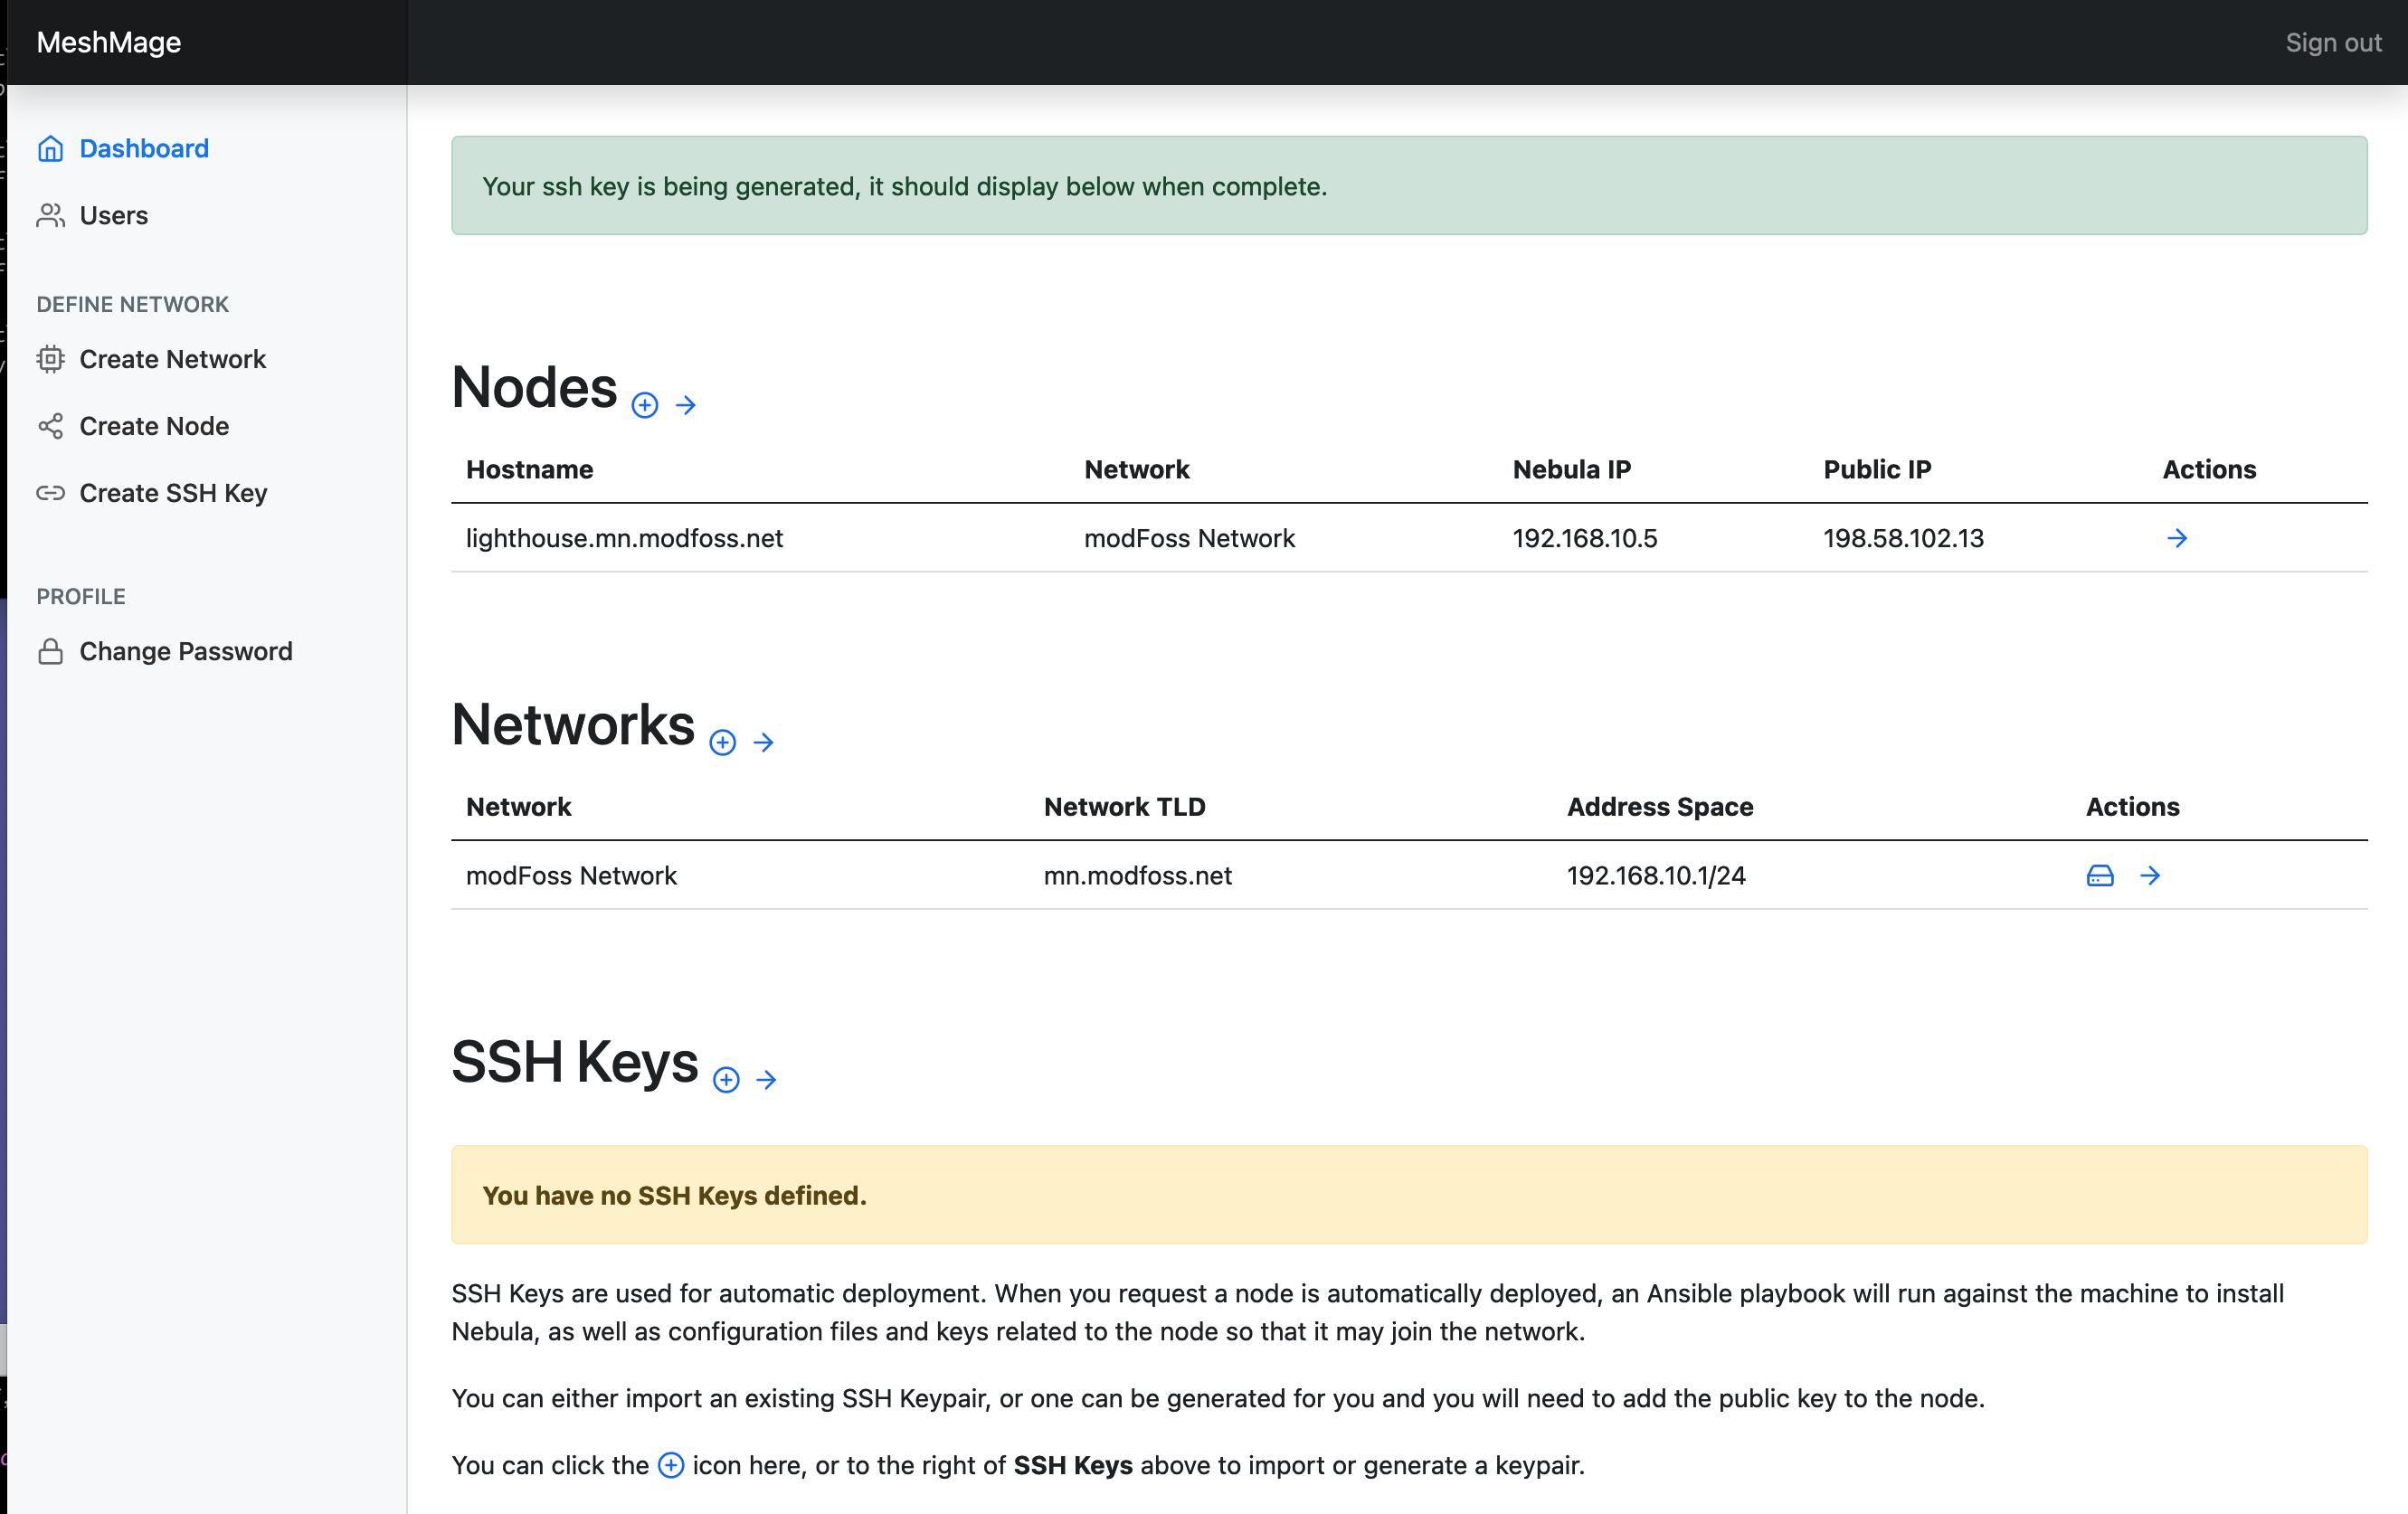 MeshMage
Sign out
Dashboard
Users
DEFINE NETWORK
Create Network
Create Node
Create SSH Key
PROFILE
Change Password
Your ssh key is being generated, it should display below when complete.
Nodes
Hostname Network Nebula IP Public IP Actions
lighthouse.mn.modfoss.net modFoss Network 192.168.10.5 198.58.102.13
Networks
Network Network TLD Address Space Actions
modFoss Network mn.modfoss.net 192.168.10.1/24
SSH Keys
You have no SSH Keys defined.
SSH Keys are used for automatic deployment. When you request a node is automatically deployed, an Ansible playbook will run against the machine to install
Nebula, as well as configuration files and keys related to the node so that it may join the network.
You can either import an existing SSH Keypair, or one can be generated for you and you will need to add the public key to the node.
You can click the icon here, or to the right of SSH Keys above to import or generate a keypair.